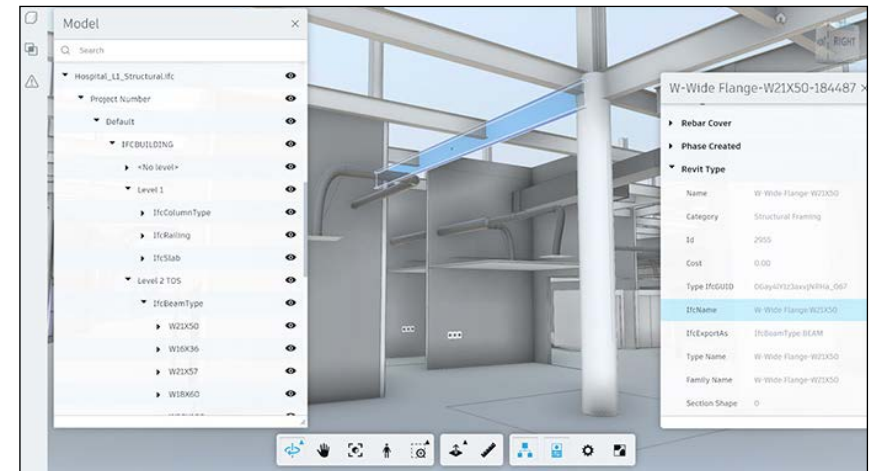 Model
Search
Hospital_L1_Structural.ifc
Project Number
Default
IFCBUILDING
<No level>
Level 1
IfcColumnType
IfcRailing
IfcSlab
Level 2 TOS
IfcBeamType
W21X50
W16X36
W21X57
W18X60
RIGHT
W-Wide Flange-W21X50-184487
Rebar Cover
Phase Created
Revit Type
Name W-Wide Flange-W21X50
Category Structural Framing
Id 2955
Cost 0.00
Type IfcGUID
IfcName W-Wide Flange:W21X50
IfcExportAs IfcBeamType.BEAM
Type Name W-Wide Flange-W21X50
Family Name W-Wide Flange-W21X50
Section Shape 0